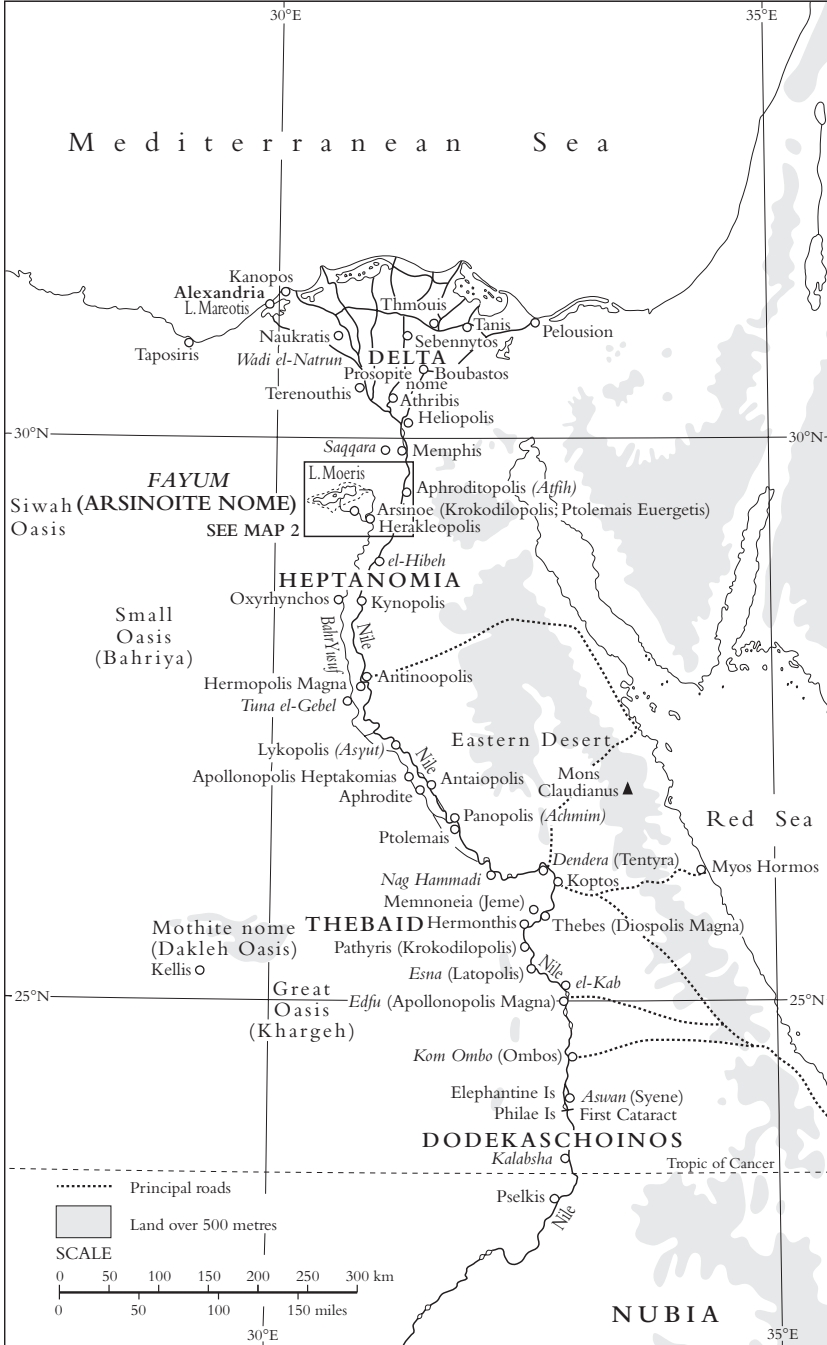 30°E
35°E
Mediterranean Sea
Kanopos
Alexandria
L.Mareotis
Thmouis
Tanis
Pelousion
Taposiris
Naukratis
Sebennytos
Wadi el-Natrun
DELTA
Prosopite
nome
Boubastos
Terenouthis
Athribis
Heliopolis
30°N
30°N
Saqqara
Memphis
FAYUM
(ARSINOITE NOME)
SEE MAP 2
L.Moeris
Siwah
Oasis
Aphroditopolis (Atfih)
Arsinoe (Krokodilopolis; Ptolemais Euergetis)
Herakleopolis
el-Hibeh
HEPTANOMIA
Oxyrhynchos
Kynopolis
Small
Oasis
(Bahriya)
Bahr Yusuf
Nile
Antinoopolis
Hermopolis Magna
Tuna el-Gebel
Lykopolis (Asyut)
Nile
Eastern Desert
Apollonopolis Heptakomias
Antaiopolis
Mons
Claudianus
Aphrodite
Panopolis (Achmim)
Red Sea
Ptolemais
Dendera (Tentyra)
Myos Hormos
Nag Hammadi
Koptos
Memnoneia (Jeme)
Mothite nome
(Dakleh Oasis)
THEBAID
Hermonthis
Thebes (Diospolis Magna)
Pathyris (Krokodilopolis)
Kellis
Esna (Latopolis)
Nile
el-Kab
25°N
25°N
Great
Oasis
(Khargeh)
Edfu (Apollonopolis Magna)
Kom Ombo (Ombos)
Elephantine Is
Aswan (Syene)
Philae Is
First Cataract
DODEKASCHOINOS
Kalabsha
Tropic of Cancer
Pselkis
Nile
Principal roads
Land over 500 metres
SCALE
0 50 100 150 200 250 300 km
0 50 100 150 miles
NUBIA
30°E
35°E